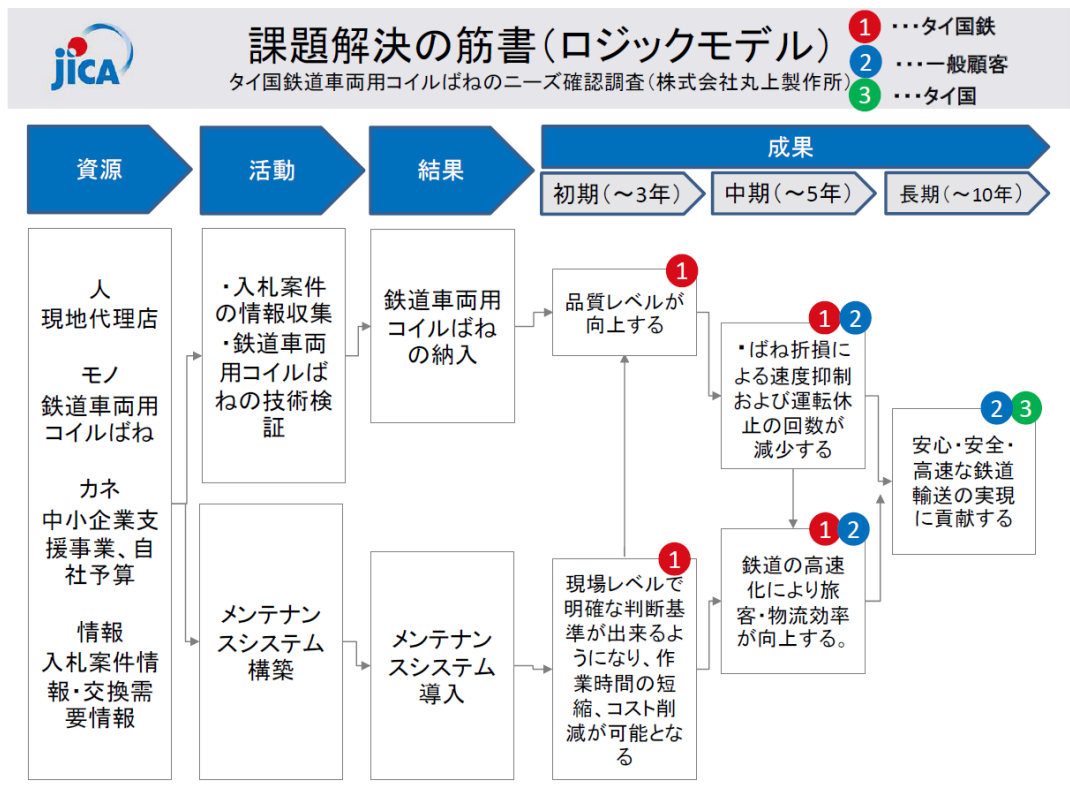 jICA
課題解決の筋書(ロジックモデル)
タイ国鉄道車両用コイルばねのニーズ確認調査(株式会社丸上製作所)
1 ・・・タイ国鉄
2 ・・・一般顧客
3 ・・・タイ国
資源
活動
結果
成果
初期(~3年)
中期(~5年)
長期(~10年)
人
現地代理店
モノ
鉄道車両用
コイルばね
カネ
中小企業支
援事業、自
社予算
情報
入札案件情
報・交換需
要情報
・入札案件
の情報収集
・鉄道車両
用コイルば
ねの技術検
証
メンテナン
スシステム
構築
鉄道車両用
コイルばね
の納入
メンテナン
スシステム
導入
1
品質レベルが
向上する
1
現場レベルで
明確な判断基
準が出来るよ
うになり、作
業時間の短
縮、コスト削
減が可能とな
る
1 2
・ばね折損に
よる速度抑制
および運転休
止の回数が
減少する
1 2
鉄道の高速
化により旅
客・物流効率
が向上する。
2 3
安心・安全・
高速な鉄道
輸送の実現
に貢献する